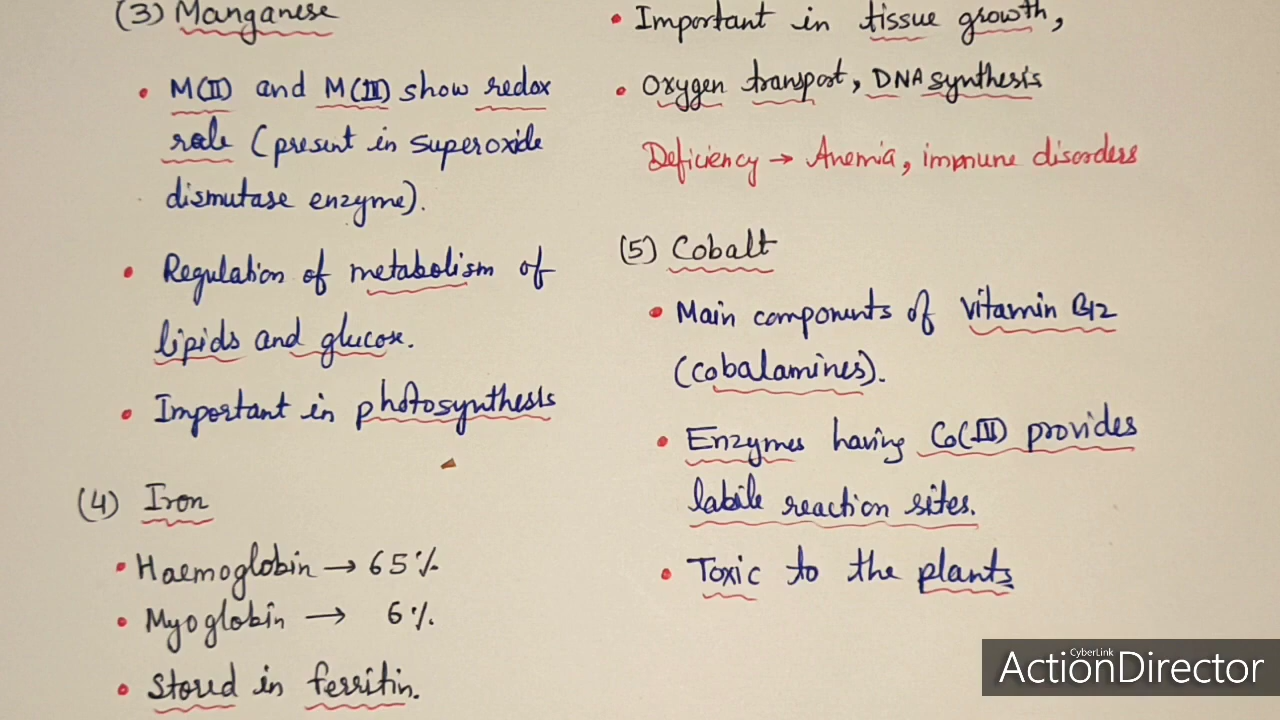 (3) Manganese
• M(II) and M(III) show redox
role (present in superoxide
dismutase enzyme).
• Regulation of metabolism of
lipids and glucose.
• Important in photosynthesis
(4) Iron
• Haemoglobin → 65%
• Myoglobin → 6%
• Stored in ferritin.
• Important in tissue growth,
• Oxygen transport, DNA synthesis
Deficiency → Anemia, immune disorders
(5) Cobalt
• Main components of vitamin B12
(cobalamines).
• Enzymes having Co(III) provides
labile reaction sites.
• Toxic to the plants
CyberLink
ActionDirector